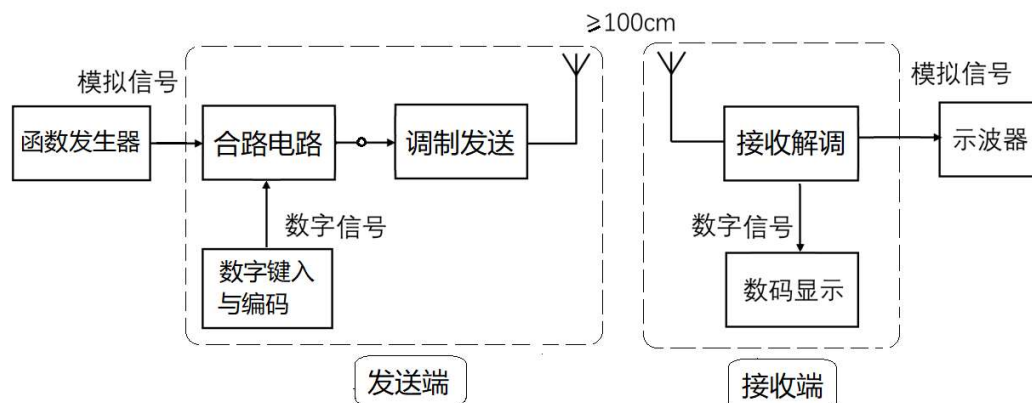 ≥100cm
模拟信号
模拟信号
函数发生器
合路电路
调制发送
接收解调
示波器
数字信号
数字信号
数字键入
与编码
数码显示
发送端
接收端